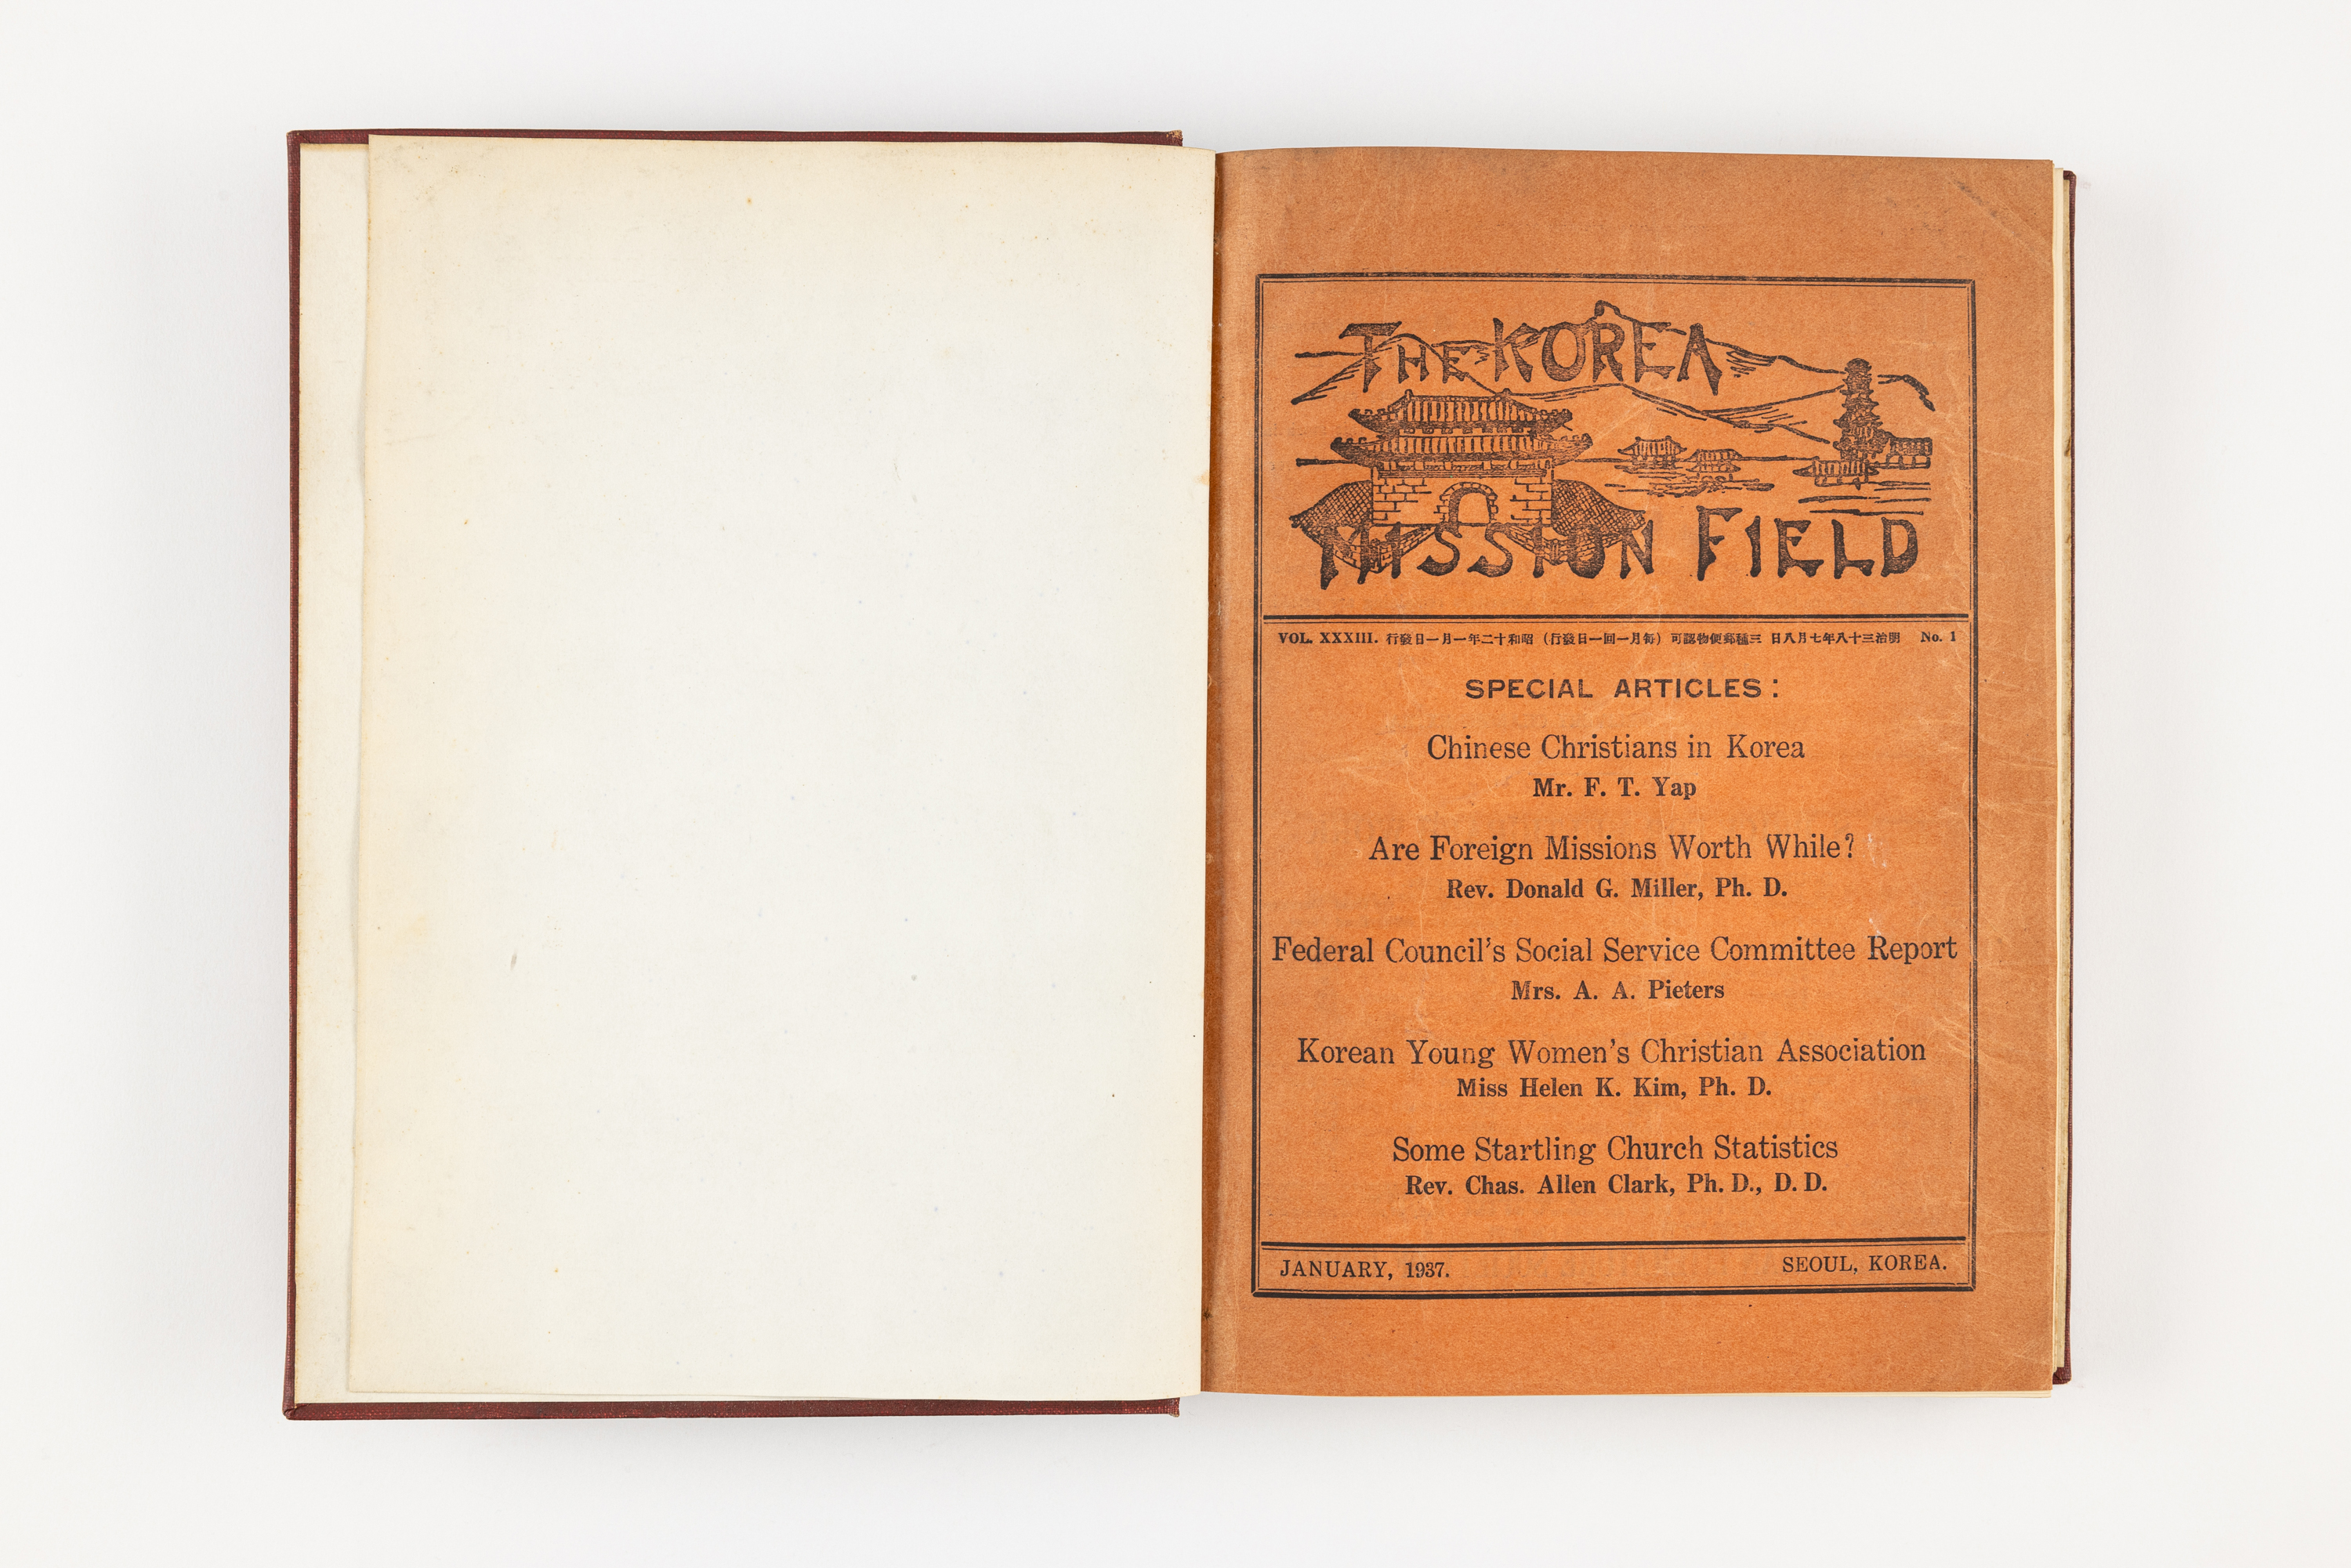 THE KOREA
MISSION FIELD
VOL. XXXIII. 行發日一月一年二十和昭 (行發日一回一月每) 可認物便郵種三 日八月七年八十三治明 No. 1
SPECIAL ARTICLES:
Chinese Christians in Korea
Mr. F. T. Yap
Are Foreign Missions Worth While?
Rev. Donald G. Miller, Ph. D.
Federal Council's Social Service Committee Report
Mrs. A. A. Pieters
Korean Young Women's Christian Association
Miss Helen K. Kim, Ph. D.
Some Startling Church Statistics
Rev. Chas. Allen Clark, Ph. D., D. D.
JANUARY, 1937. SEOUL, KOREA.